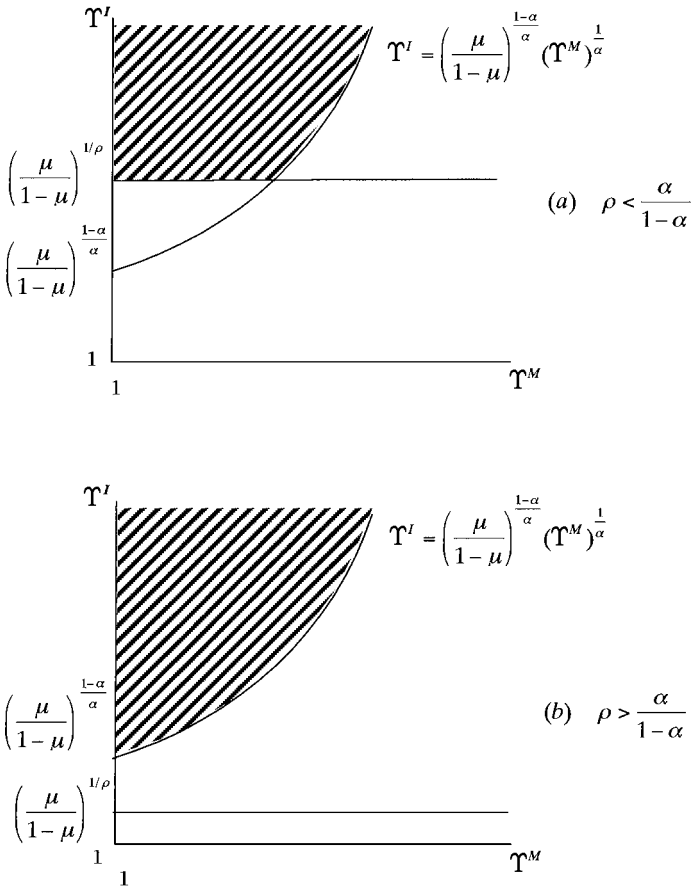 ϒ^I
ϒ^I = (μ/(1 − μ))^((1−α)/α) (ϒ^M)^(1/α)
(μ/(1 − μ))^(1/ρ)
(a) ρ < α/(1 − α)
(μ/(1 − μ))^((1−α)/α)
1
1
ϒ^M
ϒ^I
ϒ^I = (μ/(1 − μ))^((1−α)/α) (ϒ^M)^(1/α)
(μ/(1 − μ))^((1−α)/α)
(b) ρ > α/(1 − α)
(μ/(1 − μ))^(1/ρ)
1
1
ϒ^M